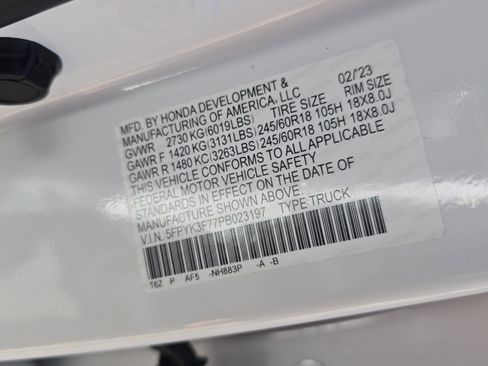 MFD. BY HONDA DEVELOPMENT & 02/23
MANUFACTURING OF AMERICA, LLC
GVWR 2730 KG(6019LBS) TIRE SIZE RIM SIZE
GAWR F 1420 KG(3131LBS)245/60R18 105H 18X8.0J
GAWR R 1480 KG(3263LBS)245/60R18 105H 18X8.0J
THIS VEHICLE CONFORMS TO ALL APPLICABLE
FEDERAL MOTOR VEHICLE SAFETY
STANDARDS IN EFFECT ON THE DATE OF
MANUFACTURE SHOWN ABOVE.
V.I.N. 5FPYK3F77PB023197 TYPE:TRUCK
T6Z P AF5 -NH883P -A -B